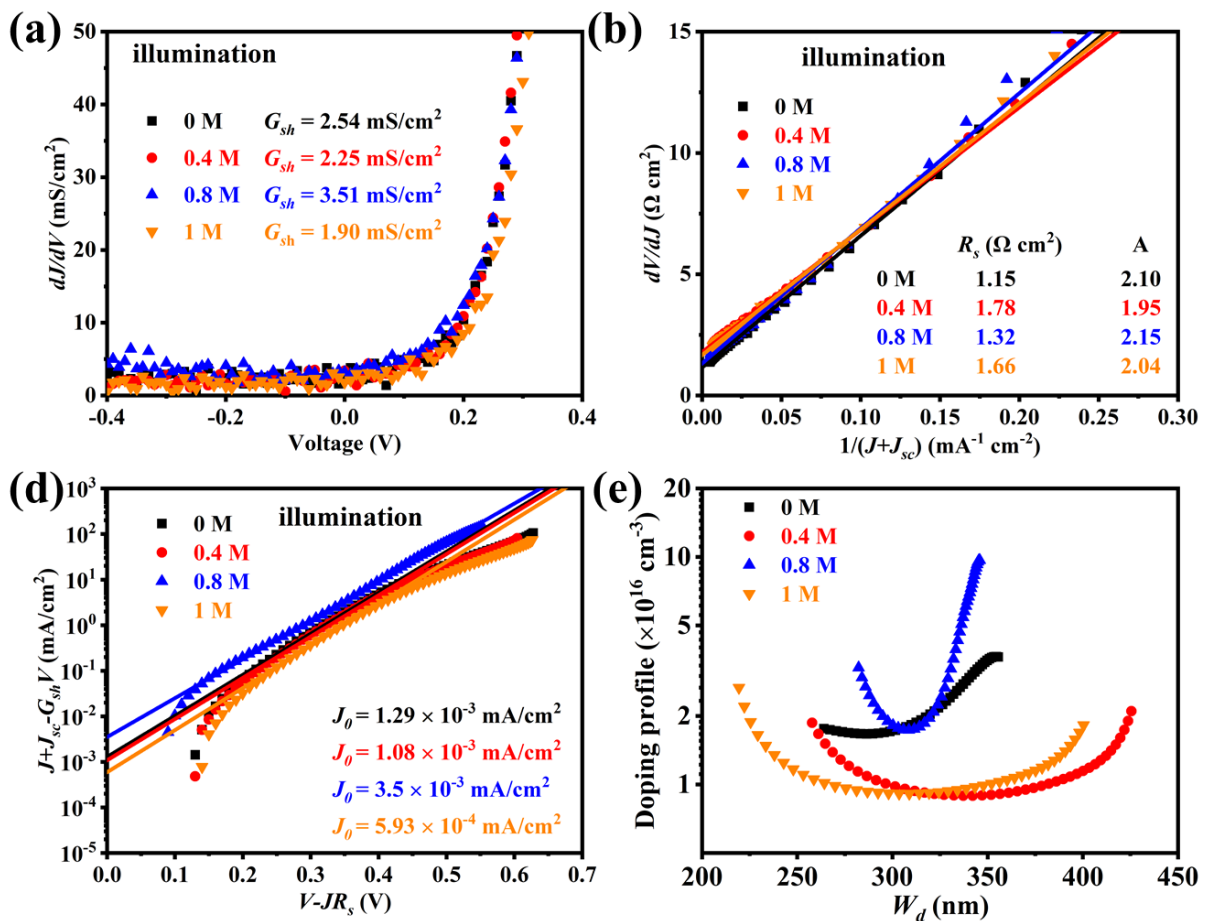 (a)
illumination
0 M G_sh = 2.54 mS/cm²
0.4 M G_sh = 2.25 mS/cm²
0.8 M G_sh = 3.51 mS/cm²
1 M G_sh = 1.90 mS/cm²
50
40
30
20
10
0
dJ/dV (mS/cm²)
-0.4 -0.2 0.0 0.2 0.4
Voltage (V)
(b)
illumination
0 M
0.4 M
0.8 M
1 M
R_s (Ω cm²) A
0 M 1.15 2.10
0.4 M 1.78 1.95
0.8 M 1.32 2.15
1 M 1.66 2.04
15
10
5
0
dV/dJ (Ω cm²)
0.00 0.05 0.10 0.15 0.20 0.25 0.30
1/(J+J_sc) (mA⁻¹ cm⁻²)
(d)
illumination
0 M
0.4 M
0.8 M
1 M
J_0 = 1.29 × 10⁻³ mA/cm²
J_0 = 1.08 × 10⁻³ mA/cm²
J_0 = 3.5 × 10⁻³ mA/cm²
J_0 = 5.93 × 10⁻⁴ mA/cm²
10³
10²
10¹
10⁰
10⁻¹
10⁻²
10⁻³
10⁻⁴
10⁻⁵
J+J_sc-G_shV (mA/cm²)
0.0 0.1 0.2 0.3 0.4 0.5 0.6 0.7
V-JR_s (V)
(e)
0 M
0.4 M
0.8 M
1 M
20
10
5
2
1
Doping profile (×10¹⁶ cm⁻³)
200 250 300 350 400 450
W_d (nm)